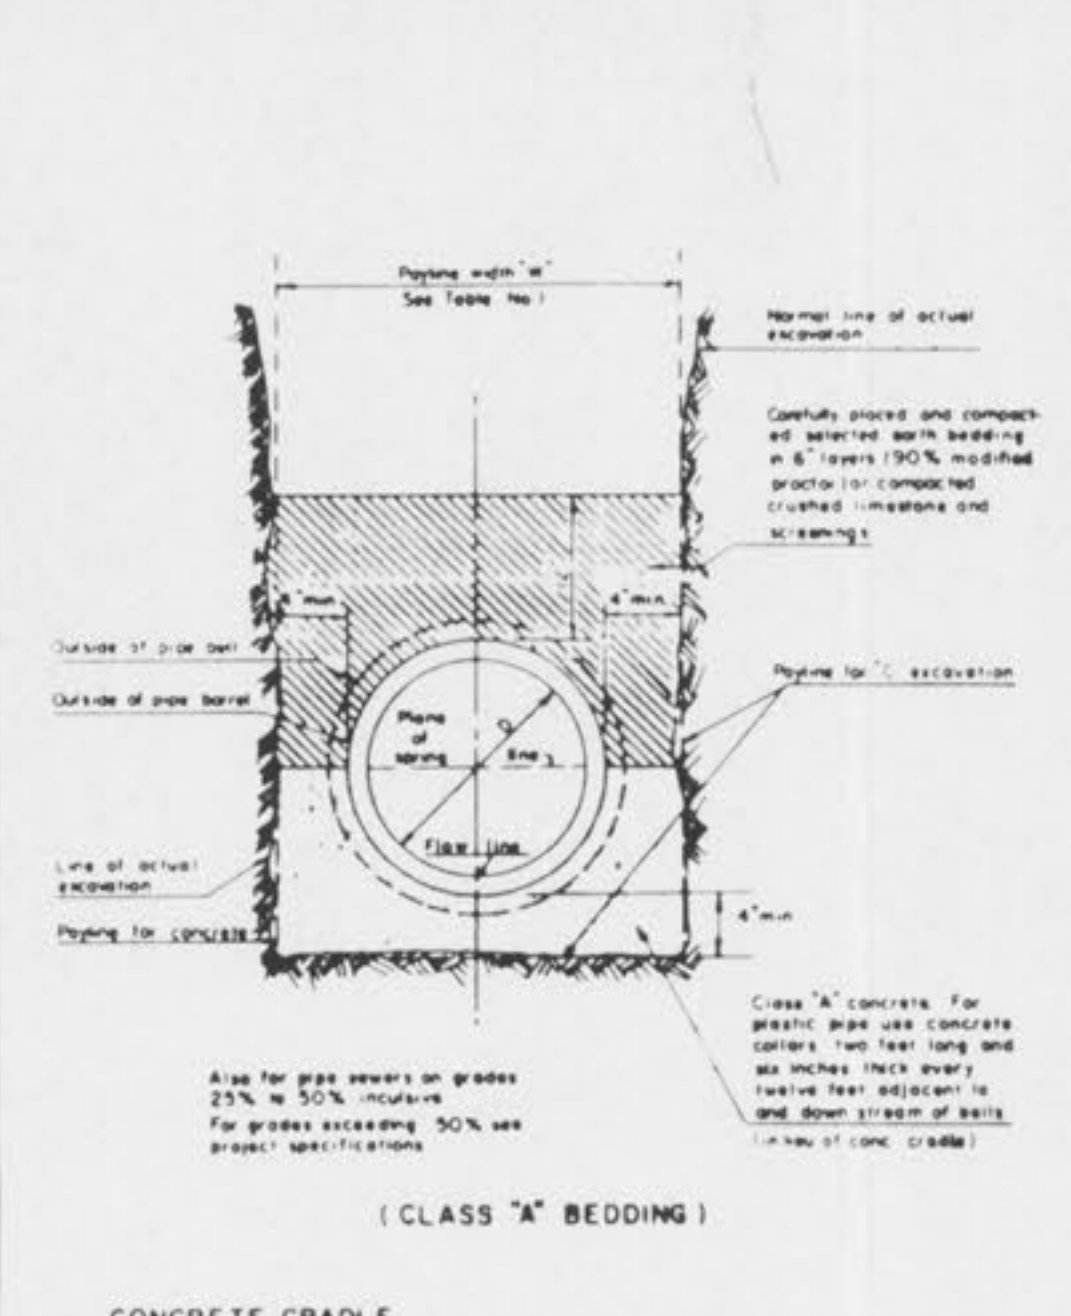 Payline width "W"
See Table No 1
Normal line of actual
excavation
Carefully placed and compact-
ed selected earth bedding
in 6" layers (90% modified
proctor) or compacted
crushed limestone and
screenings
4" min
4" min
Outside of pipe bell
Outside of pipe barrel
Payline for "C" excavation
Plane
of
spring
line
D
Flow line
Line of actual
excavation
Payline for concrete
4" min
Class "A" concrete. For
plastic pipe use concrete
collars two feet long and
six inches thick every
twelve feet adjacent to
and down stream of bells
(in lieu of conc. cradle)
Also for pipe sewers on grades
25% to 50% inculsive
For grades exceeding 50% see
project specifications
(CLASS "A" BEDDING)
CONCRETE CRADLE